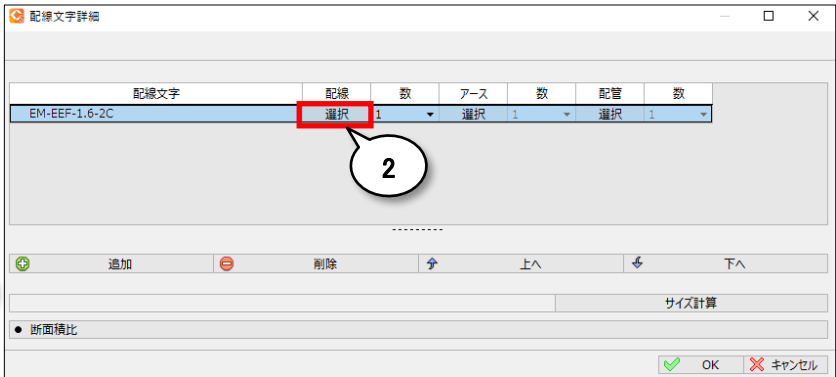 配線文字詳細
配線文字 配線 数 アース 数 配管 数
EM-EEF-1.6-2C 選択 1 選択 1 選択 1
2
追加 削除 上へ 下へ
サイズ計算
● 断面積比
OK キャンセル